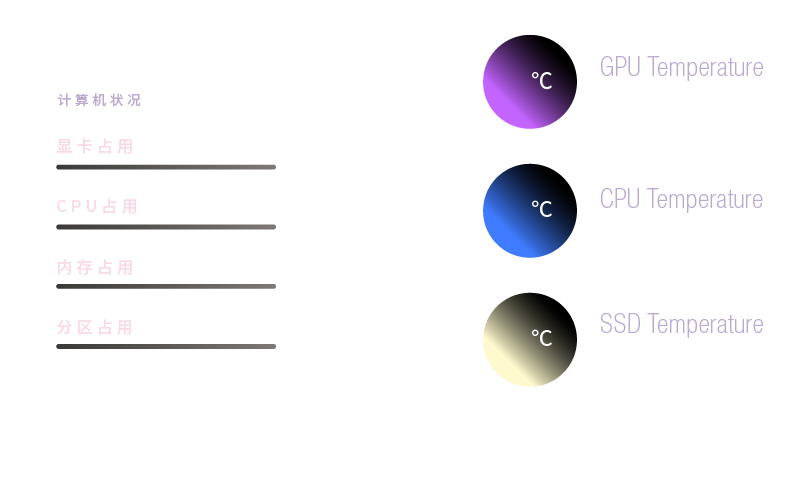 计算机状况
显卡占用
CPU占用
内存占用
分区占用
℃
GPU Temperature
℃
CPU Temperature
℃
SSD Temperature